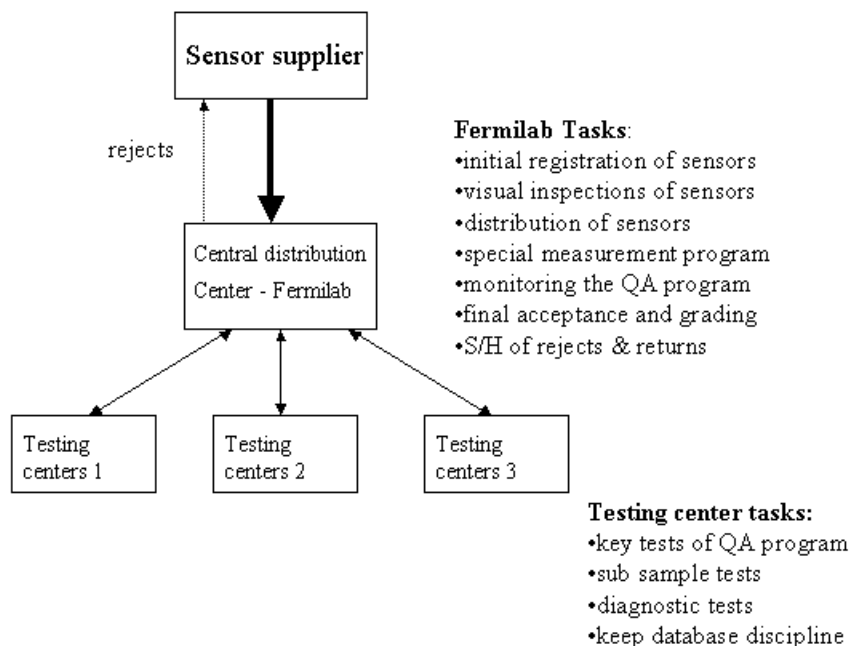 Sensor supplier
rejects
Central distribution
Center - Fermilab
Testing
centers 1
Testing
centers 2
Testing
centers 3
Fermilab Tasks:
•initial registration of sensors
•visual inspections of sensors
•distribution of sensors
•special measurement program
•monitoring the QA program
•final acceptance and grading
•S/H of rejects & returns
Testing center tasks:
•key tests of QA program
•sub sample tests
•diagnostic tests
•keep database discipline